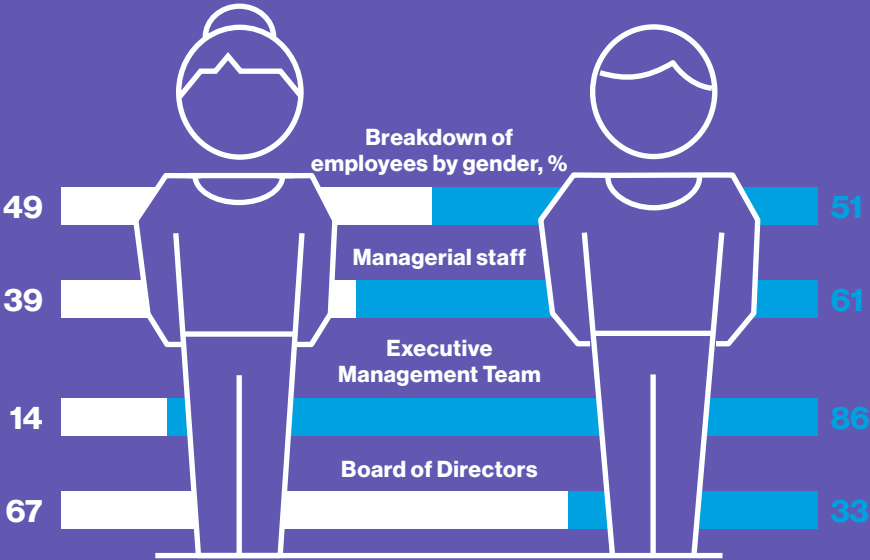 Breakdown of
employees by gender, %
49 51
Managerial staff
39 61
Executive
Management Team
14 86
Board of Directors
67 33